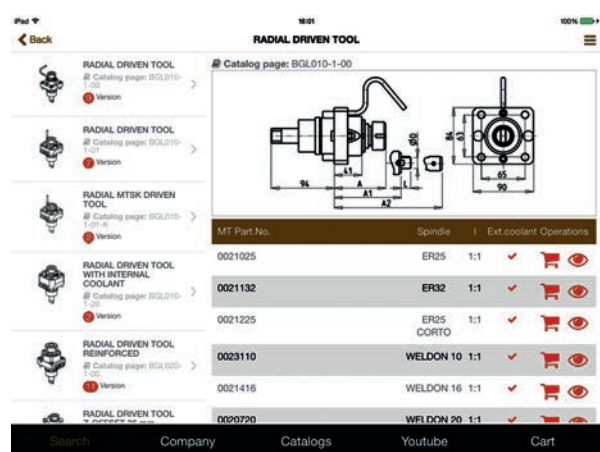 iPad 16:01 100%
Back RADIAL DRIVEN TOOL
RADIAL DRIVEN TOOL
Catalog page: BGL010-
1-00
Version
RADIAL DRIVEN TOOL
Catalog page: BGL010-
1-01
Version
RADIAL MTSK DRIVEN
TOOL
Catalog page: BGL010-
1-01-K
Version
RADIAL DRIVEN TOOL
WITH INTERNAL
COOLANT
Catalog page: BGL010-
1-20
Version
RADIAL DRIVEN TOOL
REINFORCED
Catalog page: BGL020-
1-00
11 Version
RADIAL DRIVEN TOOL
Catalog page: BGL010-1-00
94
41
A
A1
A2
L
Ø0
84
63
65
90
MT Part.No. Spindle I Ext.coolant Operations
0021025 ER25 1:1
0021132 ER32 1:1
0021225 ER25 1:1
CORTO
0023110 WELDON 10 1:1
0021416 WELDON 16 1:1
0020720 WELDON 20 1:1
Search Company Catalogs Youtube Cart